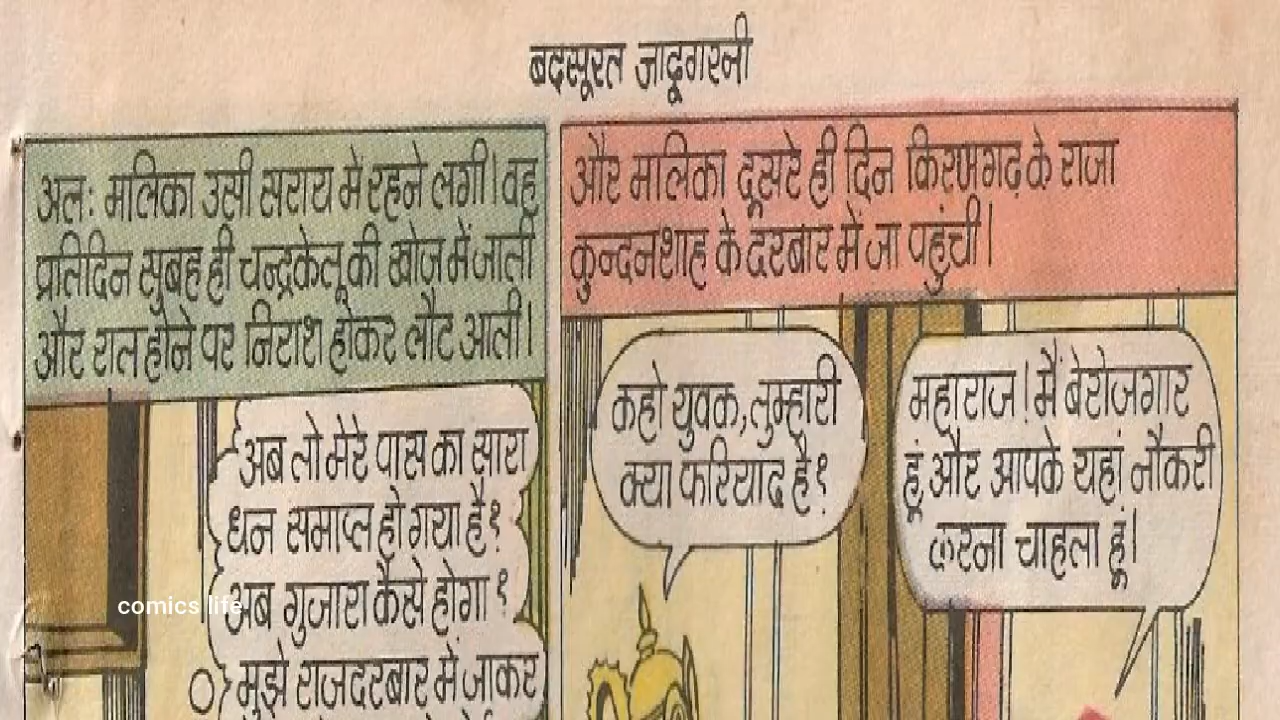 बदसूरत जादूगरनी
अतः मलिका उसी सराय में रहने लगी। वह
प्रतिदिन सुबह ही चन्द्रकेतू की खोज में जाती
और रात होने पर निराश होकर लौट आती।
अब तो मेरे पास का सारा
धन समाप्त हो गया है?
अब गुजारा कैसे होगा?
मुझे राजदरबार में जाकर
और मलिका दूसरे ही दिन किरणगढ़ के राजा
कुन्दनशाह के दरबार में जा पहुंची।
कहो युवक, तुम्हारी
क्या फरियाद है?
महाराज! मैं बेरोजगार
हूं और आपके यहां नौकरी
करना चाहता हूं।
comics life